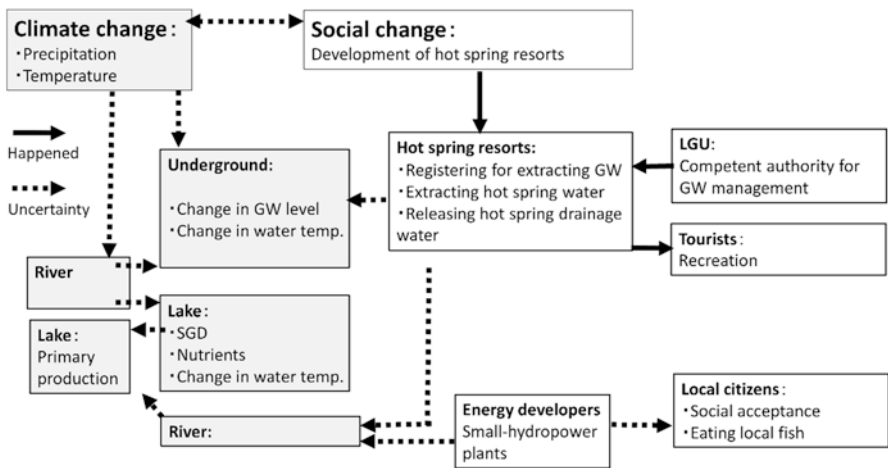 Climate change:
・Precipitation
・Temperature
Social change:
Development of hot spring resorts
Happened
Uncertainty
Underground:
・Change in GW level
・Change in water temp.
Hot spring resorts:
・Registering for extracting GW
・Extracting hot spring water
・Releasing hot spring drainage
water
LGU:
Competent authority for
GW management
Tourists:
Recreation
River
Lake:
・SGD
・Nutrients
・Change in water temp.
Lake:
Primary
production
River:
Energy developers
Small-hydropower
plants
Local citizens:
・Social acceptance
・Eating local fish